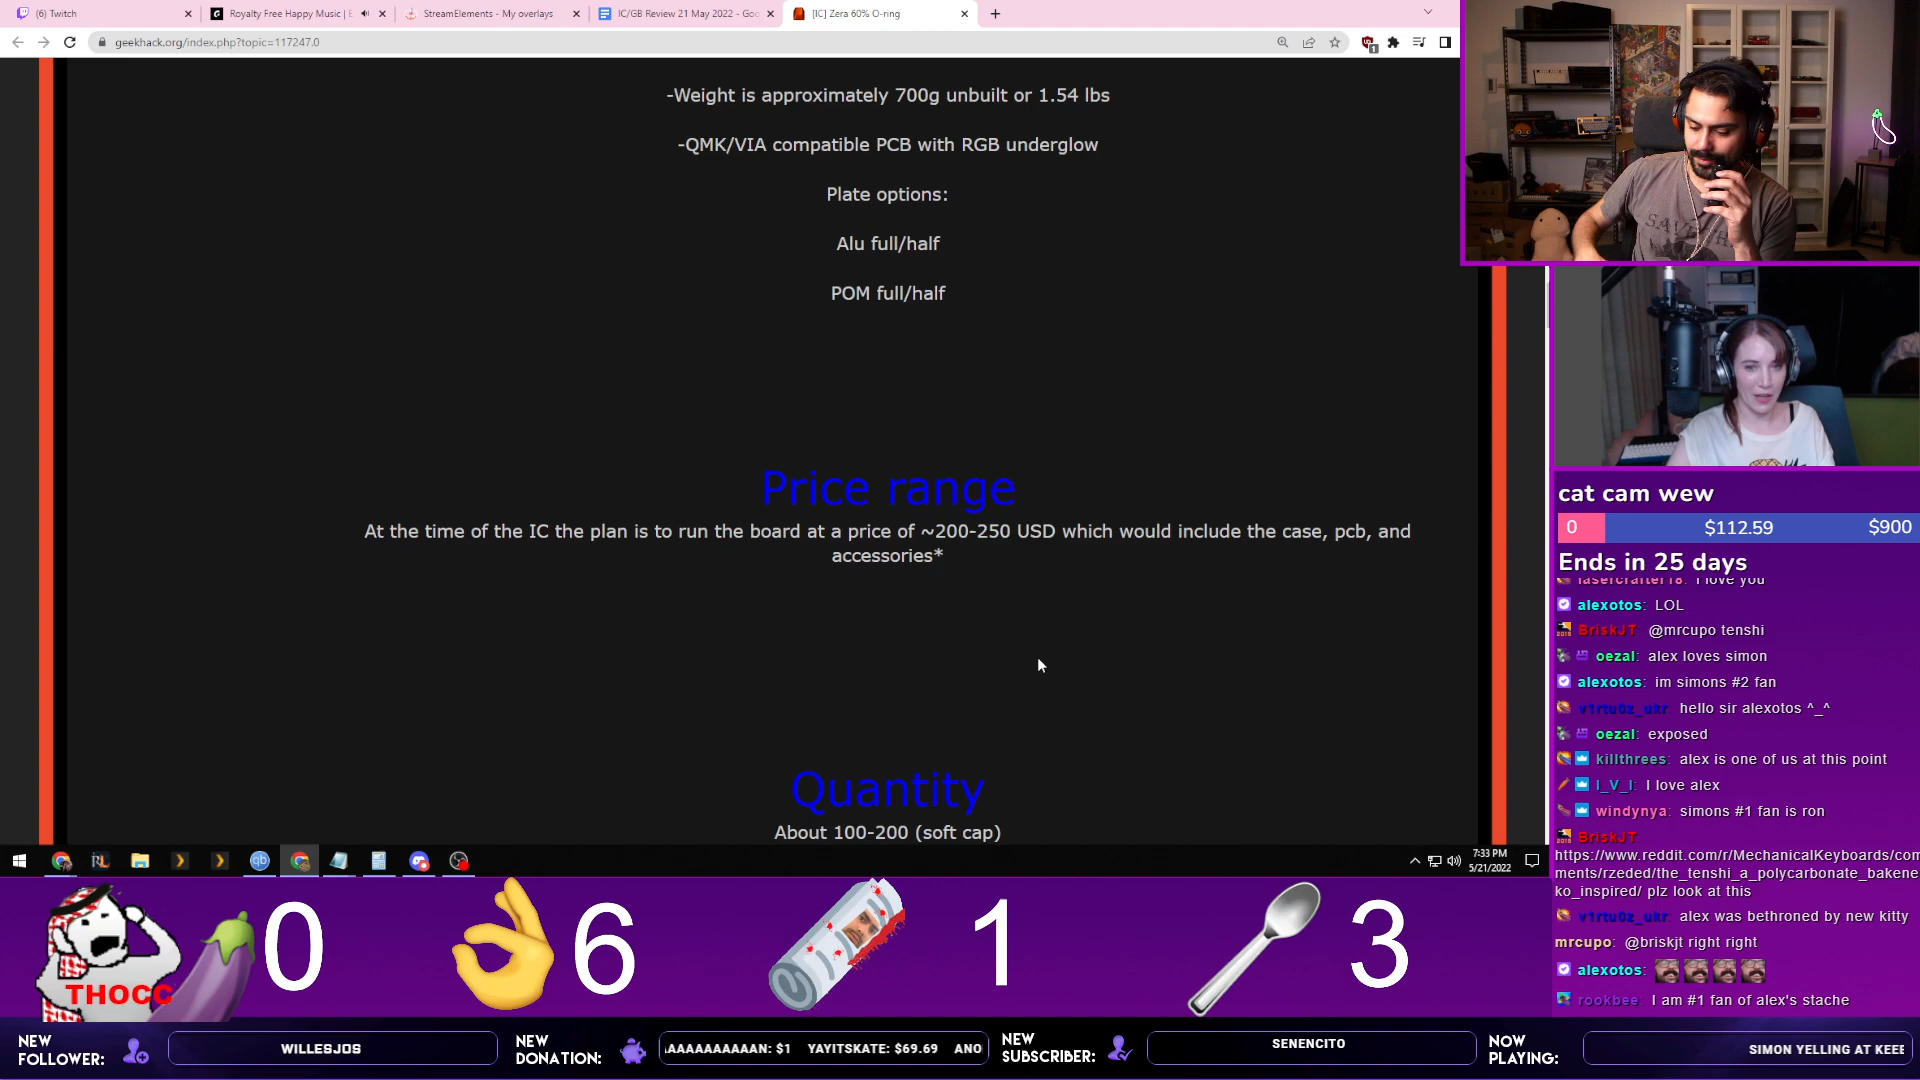 (6) Twitch
Royalty Free Happy Music | E
StreamElements - My overlays
IC/GB Review 21 May 2022 - Goo
[IC] Zera 60% O-ring
geekhack.org/index.php?topic=117247.0
-Weight is approximately 700g unbuilt or 1.54 lbs
-QMK/VIA compatible PCB with RGB underglow
Plate options:
Alu full/half
POM full/half
Price range
At the time of the IC the plan is to run the board at a price of ~200-250 USD which would include the case, pcb, and
accessories*
Quantity
About 100-200 (soft cap)
7:33 PM
5/21/2022
cat cam wew
0 $112.59 $900
Ends in 25 days
lasercrafter18: I love you
alexotos: LOL
BriskJT: @mrcupo tenshi
oezal: alex loves simon
alexotos: im simons #2 fan
v1rtu0z_ukr: hello sir alexotos ^_^
oezal: exposed
killthrees: alex is one of us at this point
I_V_I: I love alex
windynya: simons #1 fan is ron
BriskJT:
https://www.reddit.com/r/MechanicalKeyboards/com
ments/rzeded/the_tenshi_a_polycarbonate_bakene
ko_inspired/ plz look at this
v1rtu0z_ukr: alex was bethroned by new kitty
mrcupo: @briskjt right right
alexotos:
rookbee: I am #1 fan of alex's stache
THOCC
0 6 1 3
NEW
FOLLOWER:
WILLESJOS
NEW
DONATION:
AAAAAAAAAAN: $1 YAYITSKATE: $69.69 ANO
NEW
SUBSCRIBER:
SENENCITO
NOW
PLAYING:
SIMON YELLING AT KEEE